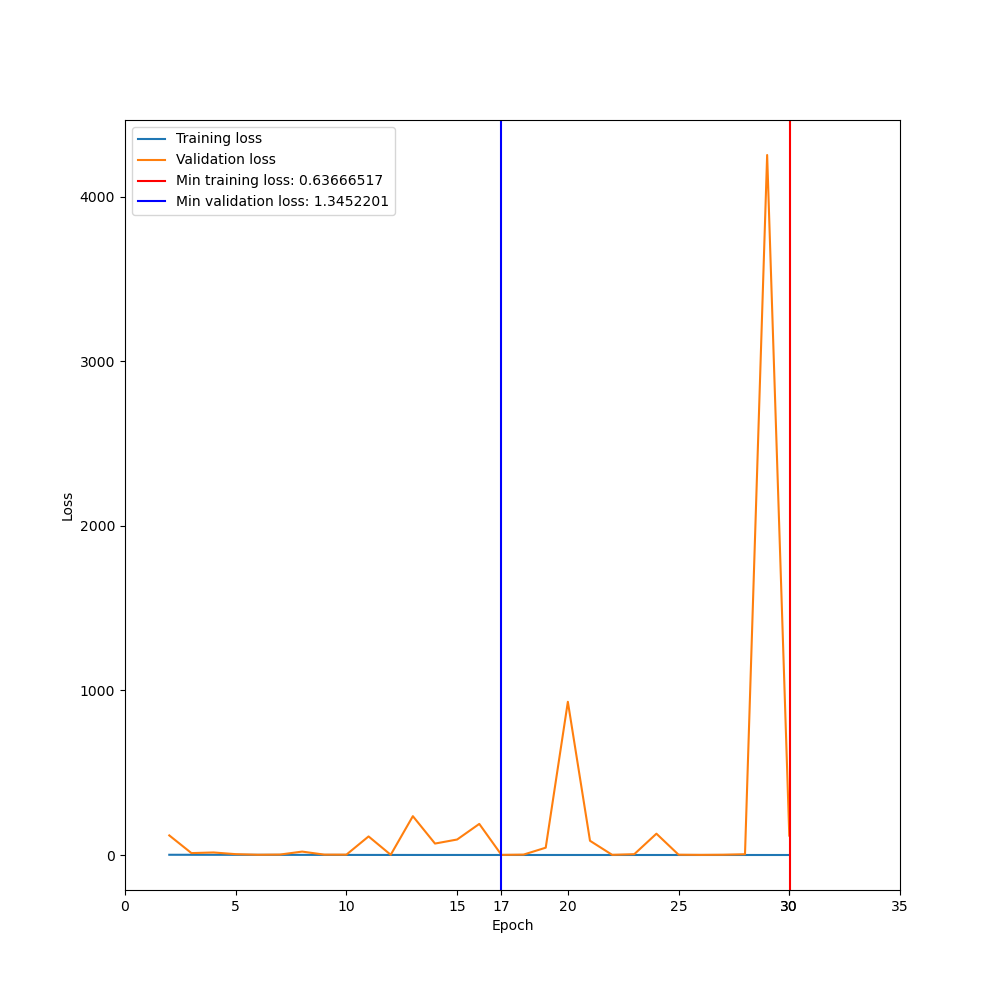 Training loss
Validation loss
Min training loss: 0.63666517
Min validation loss: 1.3452201
4000
3000
2000
1000
0
Loss
0 5 10 15 17 20 25 30 35
Epoch